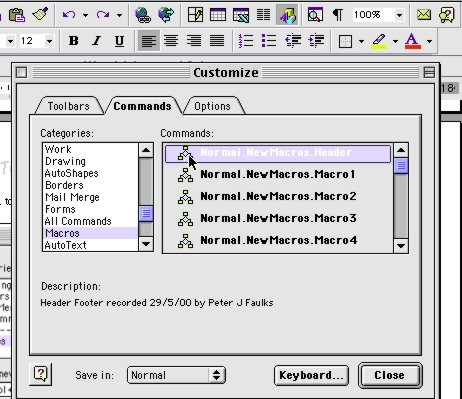 100%
12 B I U A
18
Customize
Toolbars Commands Options
Categories: Commands:
Work
Drawing
AutoShapes
Borders
Mail Merge
Forms
All Commands
Macros
AutoText
Normal.NewMacros.Header
Normal.NewMacros.Macro1
Normal.NewMacros.Macro2
Normal.NewMacros.Macro3
Normal.NewMacros.Macro4
Description:
Header Footer recorded 29/5/00 by Peter J Faulks
? Save in: Normal Keyboard... Close